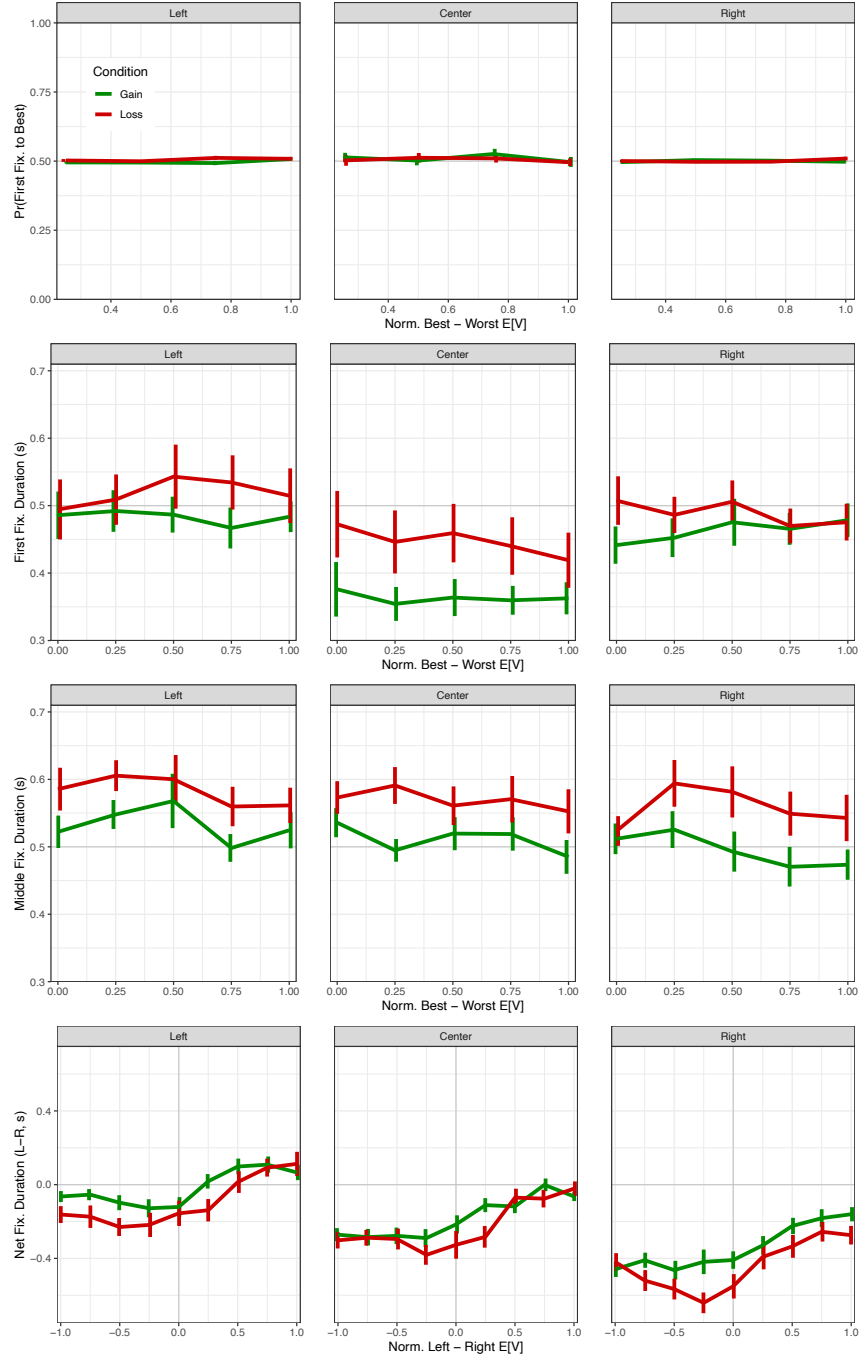 Left Center Right
Pr(First Fix. to Best)
1.00
0.75
0.50
0.25
0.00
Condition
Gain
Loss
0.4 0.6 0.8 1.0 0.4 0.6 0.8 1.0 0.4 0.6 0.8 1.0
Norm. Best − Worst E[V]
Left Center Right
First Fix. Duration (s)
0.7
0.6
0.5
0.4
0.3
0.00 0.25 0.50 0.75 1.00 0.00 0.25 0.50 0.75 1.00 0.00 0.25 0.50 0.75 1.00
Norm. Best − Worst E[V]
Left Center Right
Middle Fix. Duration (s)
0.7
0.6
0.5
0.4
0.3
0.00 0.25 0.50 0.75 1.00 0.00 0.25 0.50 0.75 1.00 0.00 0.25 0.50 0.75 1.00
Norm. Best − Worst E[V]
Left Center Right
Net Fix. Duration (L−R, s)
0.4
0.0
−0.4
−1.0 −0.5 0.0 0.5 1.0 −1.0 −0.5 0.0 0.5 1.0 −1.0 −0.5 0.0 0.5 1.0
Norm. Left − Right E[V]